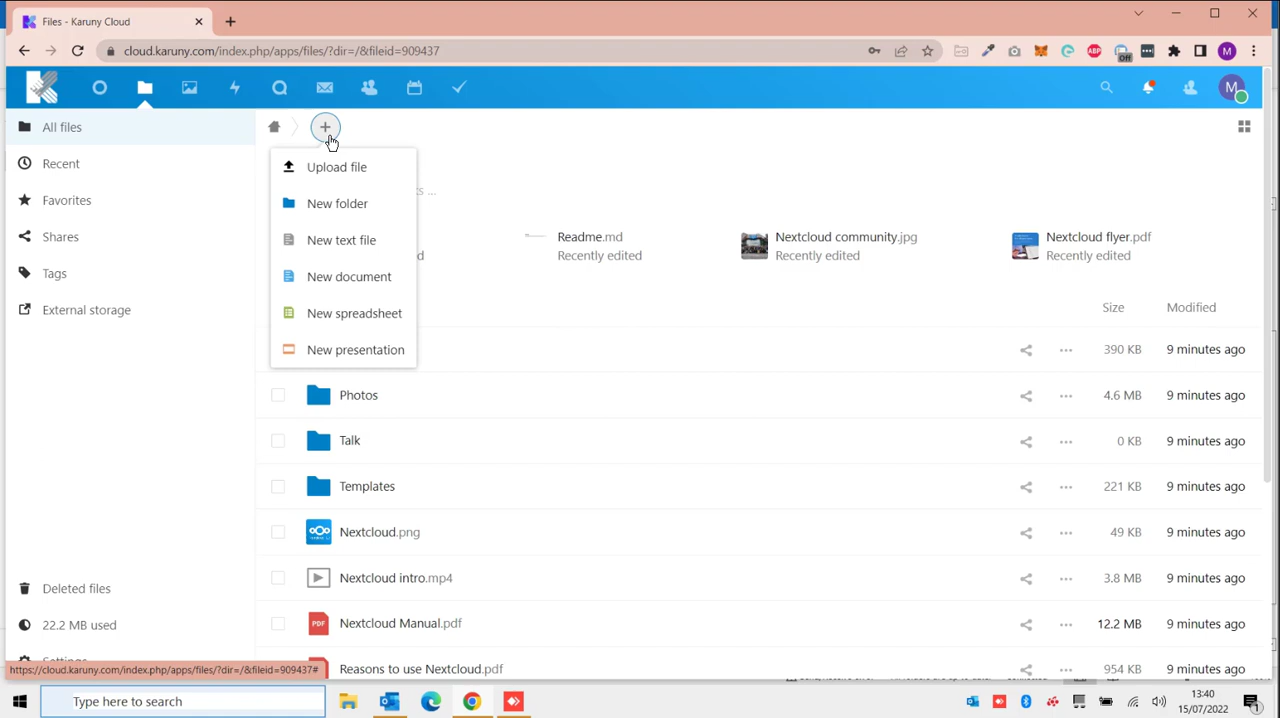 Files - Karuny Cloud
cloud.karuny.com/index.php/apps/files/?dir=/&fileid=909437
ABP
Off
M
M
All files
Recent
Favorites
Shares
Tags
External storage
Deleted files
22.2 MB used
Settings
Upload file
New folder
New text file
New document
New spreadsheet
New presentation
Readme.md
Recently edited
Nextcloud community.jpg
Recently edited
Nextcloud flyer.pdf
Recently edited
Size Modified
390 KB 9 minutes ago
Photos 4.6 MB 9 minutes ago
Talk 0 KB 9 minutes ago
Templates 221 KB 9 minutes ago
Nextcloud.png 49 KB 9 minutes ago
Nextcloud intro.mp4 3.8 MB 9 minutes ago
PDF Nextcloud Manual.pdf 12.2 MB 9 minutes ago
Reasons to use Nextcloud.pdf 954 KB 9 minutes ago
https://cloud.karuny.com/index.php/apps/files/?dir=/&fileid=909437#
Type here to search
13:40
15/07/2022
1